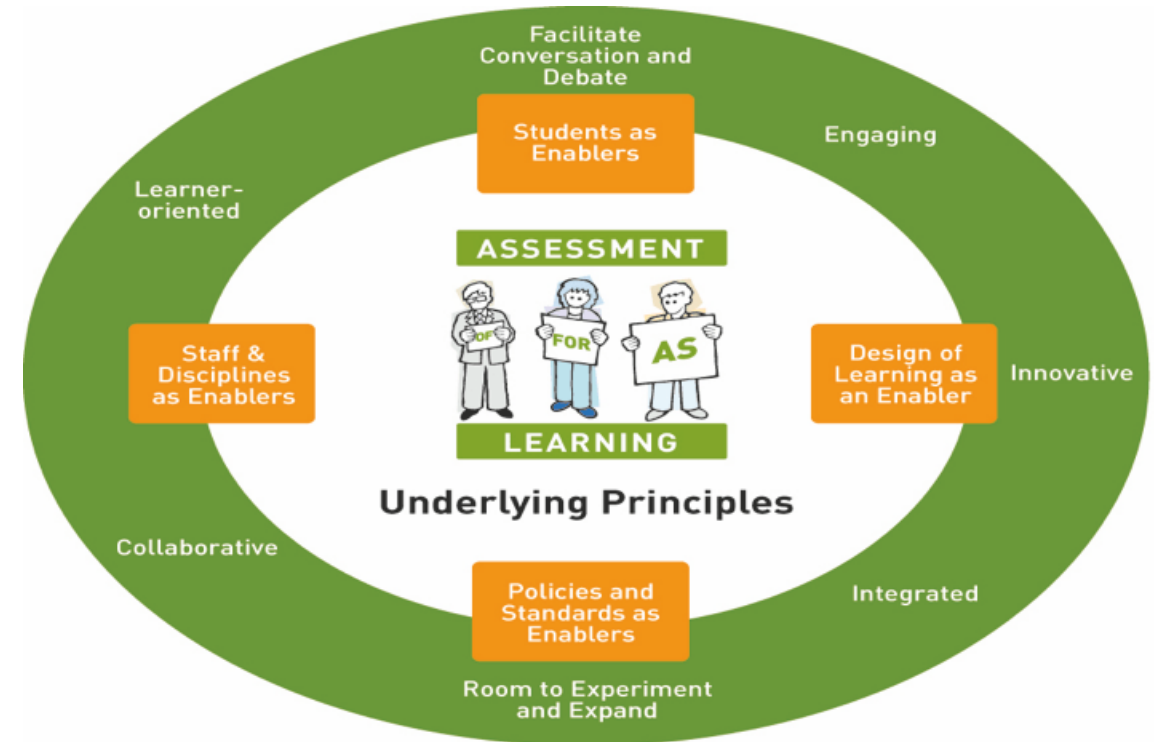 Facilitate
Conversation and
Debate
Students as
Enablers
Engaging
Learner-
oriented
ASSESSMENT
OF
FOR
AS
LEARNING
Staff &
Disciplines
as Enablers
Design of
Learning as
an Enabler
Innovative
Underlying Principles
Collaborative
Policies and
Standards as
Enablers
Integrated
Room to Experiment
and Expand